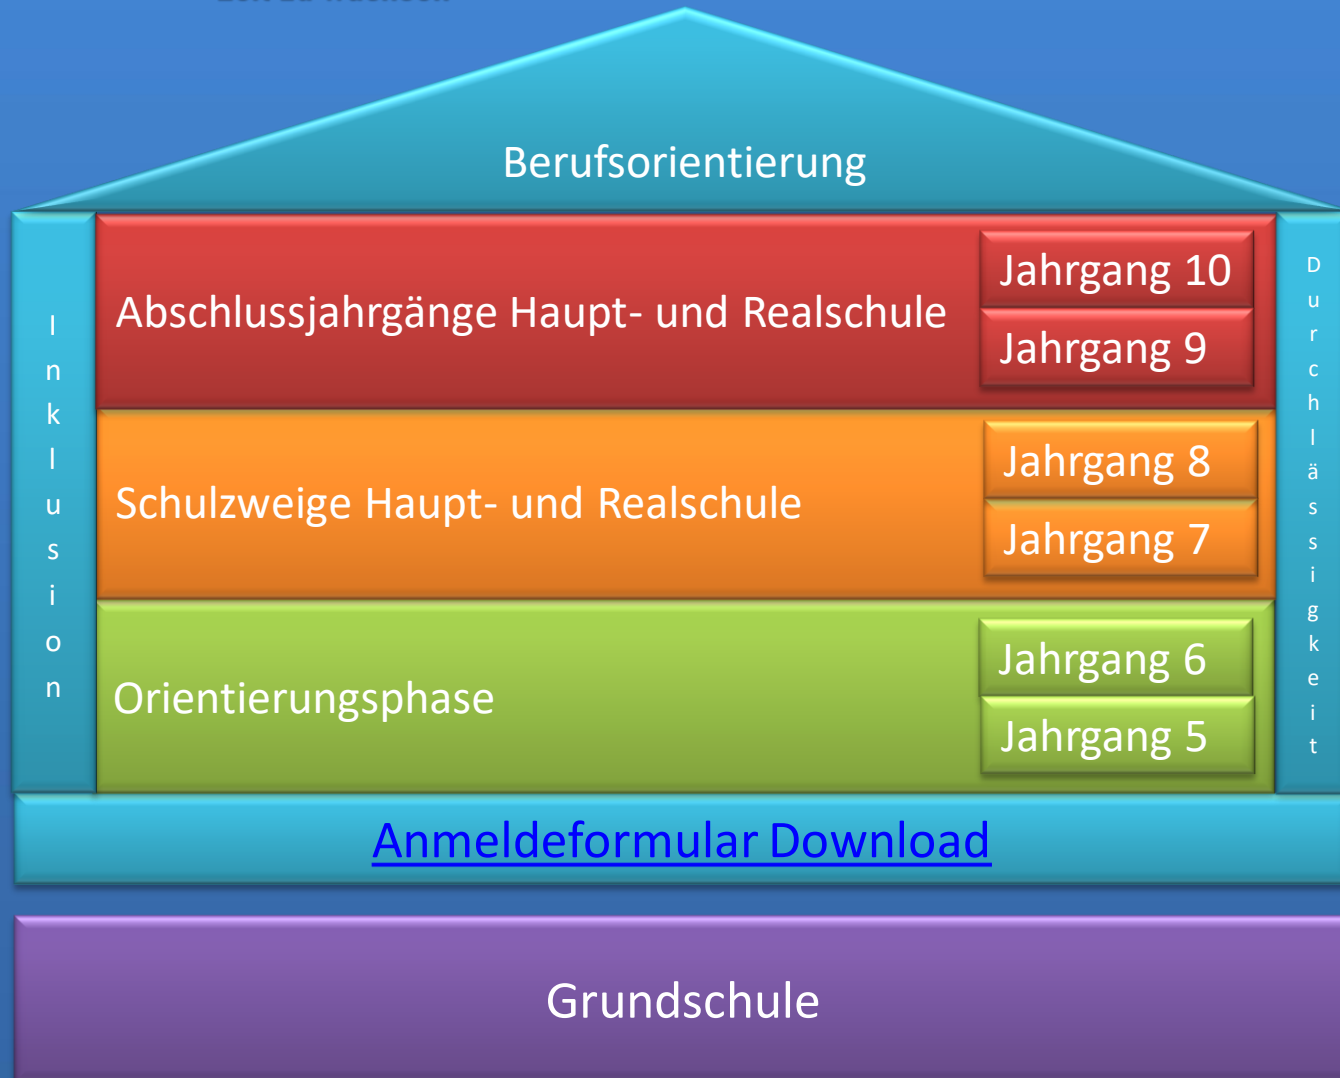 Berufsorientierung
Inklusion
Abschlussjahrgänge Haupt- und Realschule
Jahrgang 10
Jahrgang 9
Schulzweige Haupt- und Realschule
Jahrgang 8
Jahrgang 7
Orientierungsphase
Jahrgang 6
Jahrgang 5
Durchlässigkeit
Anmeldeformular Download
Grundschule